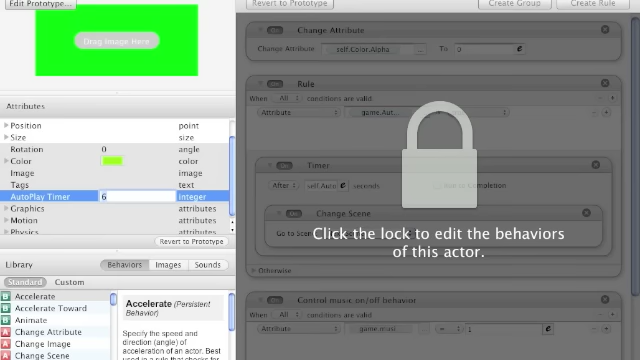 Edit Prototype...
Revert to Prototype
Create Group
Create Rule
Drag Image Here
Change Attribute
Change Attribute self.Color.Alpha ... To 0
Attributes
Rule
When All conditions are valid
Attribute game.Aut...
Position point
Size size
Rotation 0 angle
Color color
Image image
Tags text
AutoPlay Timer 6 integer
Graphics attributes
Motion attributes
Physics attributes
Revert to Prototype
On Timer
After self.Auto seconds to Completion
On Change Scene
Go to Scen
Click the lock to edit the behaviors
of this actor.
Otherwise
Library Behaviors Images Sounds
Standard Custom
Accelerate
Accelerate Toward
Animate
Change Attribute
Change Image
Change Scene
Accelerate (Persistent
Behavior)
Specify the speed and
direction (angle) of
acceleration of an actor. Best
used in a rule that checks for
On Control music on/off behavior
When All conditions are valid
Attribute game.musi ... = 1